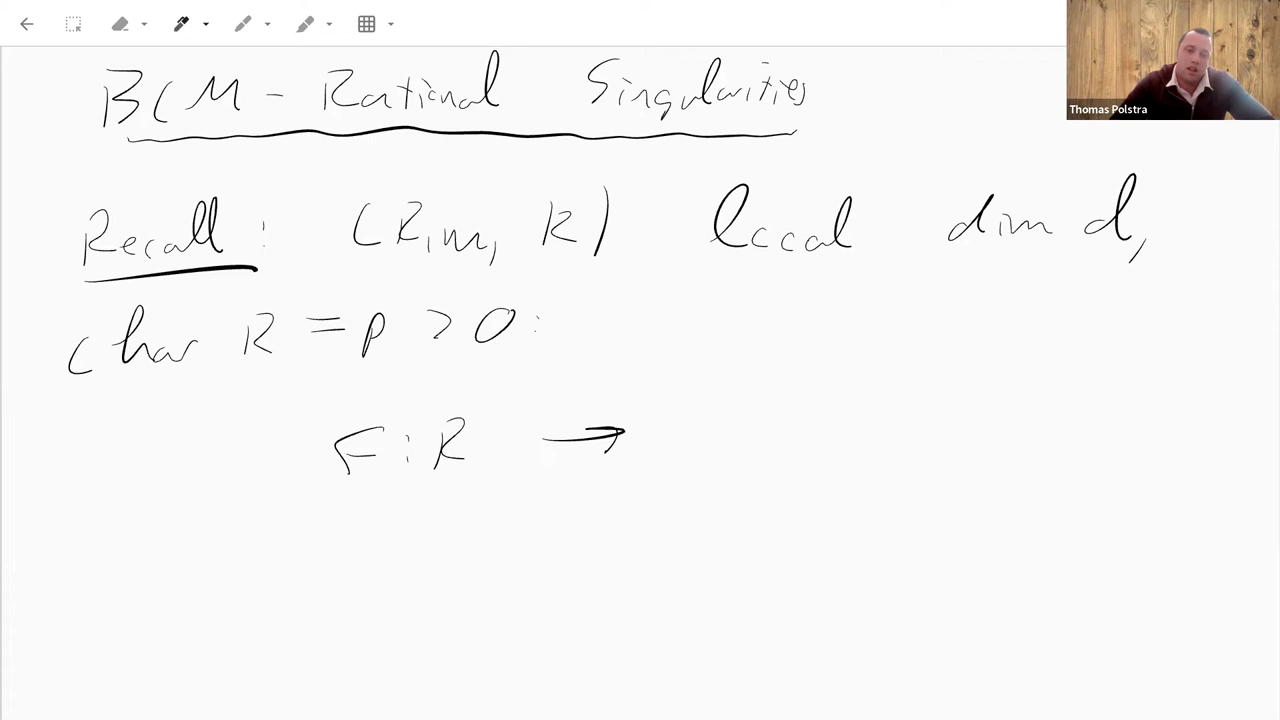 BCM - Rational Singularities
Thomas Polstra
Recall: (R, m, k) local dim d,
char R = p > 0:
F: R →